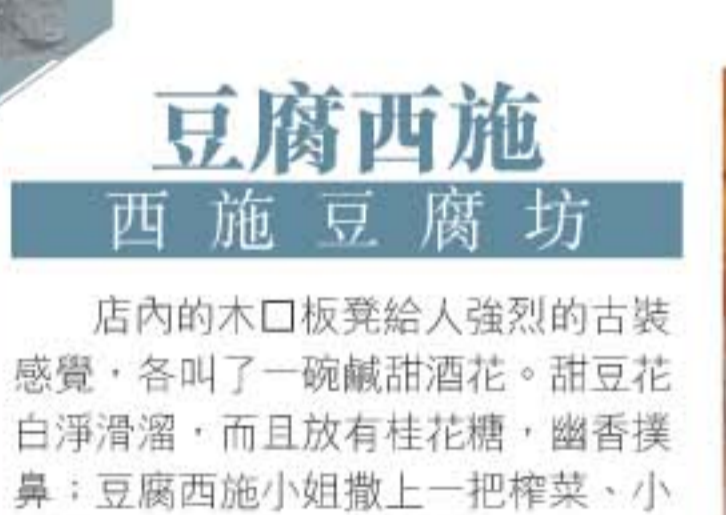 豆腐西施
西施豆腐坊
店內的木口板凳給人強烈的古裝
感覺，各叫了一碗鹹甜酒花。甜豆花
白淨滑溜，而且放有桂花糖，幽香撲
鼻；豆腐西施小姐撒上一把榨菜、小